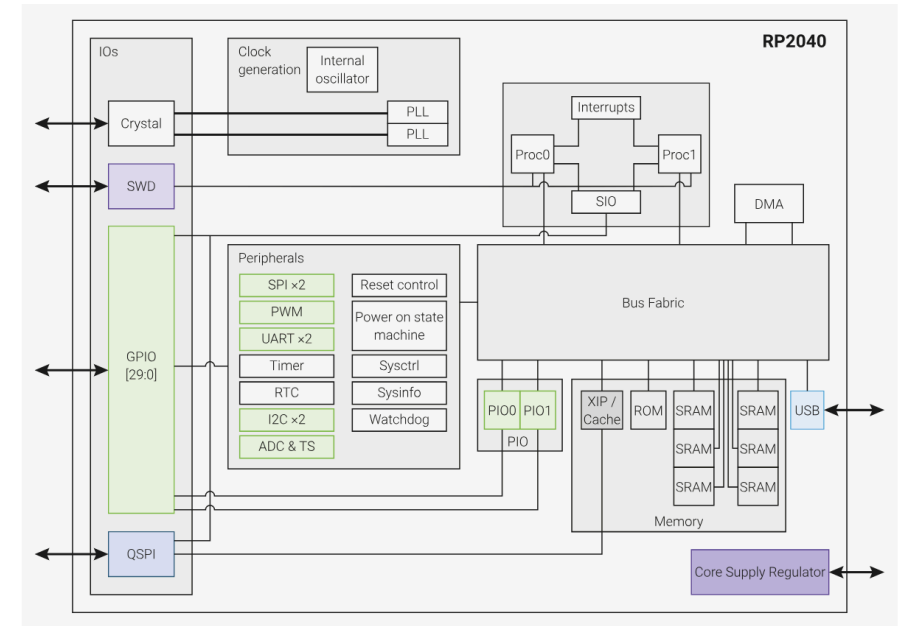 RP2040
IOs
Clock
generation
Internal
oscillator
Crystal
PLL
PLL
Interrupts
Proc0
Proc1
SWD
SIO
DMA
Peripherals
SPI ×2
Reset control
PWM
Power on state
machine
UART ×2
Timer
Sysctrl
RTC
Sysinfo
I2C ×2
Watchdog
ADC & TS
GPIO
[29:0]
Bus Fabric
PIO0
PIO1
PIO
XIP /
Cache
ROM
SRAM
SRAM
SRAM
SRAM
SRAM
SRAM
Memory
USB
QSPI
Core Supply Regulator